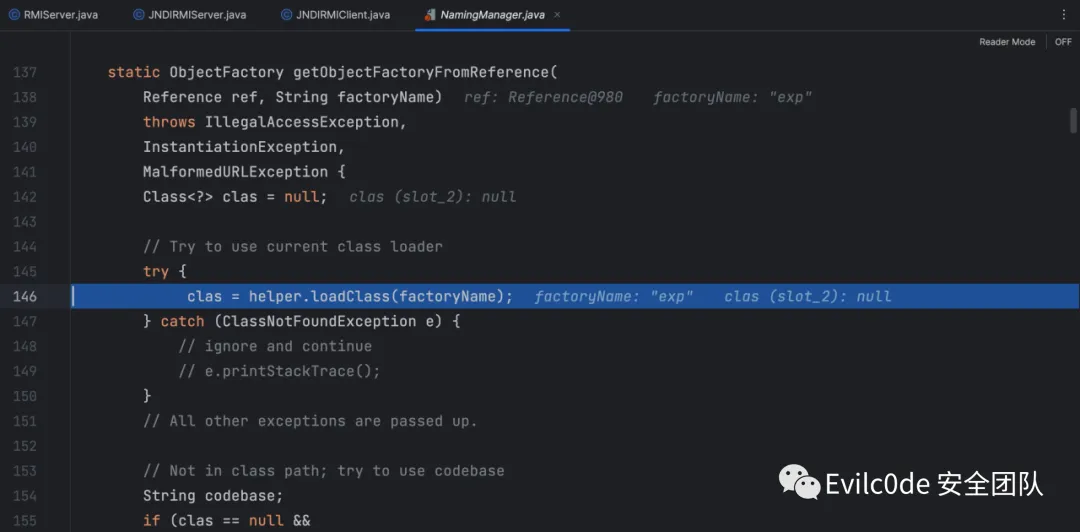 RMIServer.java JNDIRMIServer.java JNDIRMIClient.java NamingManager.java ×
Reader Mode OFF
137 static ObjectFactory getObjectFactoryFromReference(
138 Reference ref, String factoryName) ref: Reference@980 factoryName: "exp"
139 throws IllegalAccessException,
140 InstantiationException,
141 MalformedURLException {
142 Class<?> clas = null; clas (slot_2): null
143
144 // Try to use current class loader
145 try {
146 clas = helper.loadClass(factoryName); factoryName: "exp" clas (slot_2): null
147 } catch (ClassNotFoundException e) {
148 // ignore and continue
149 // e.printStackTrace();
150 }
151 // All other exceptions are passed up.
152
153 // Not in class path; try to use codebase
154 String codebase;
155 if (clas == null &&
Evilc0de 安全团队